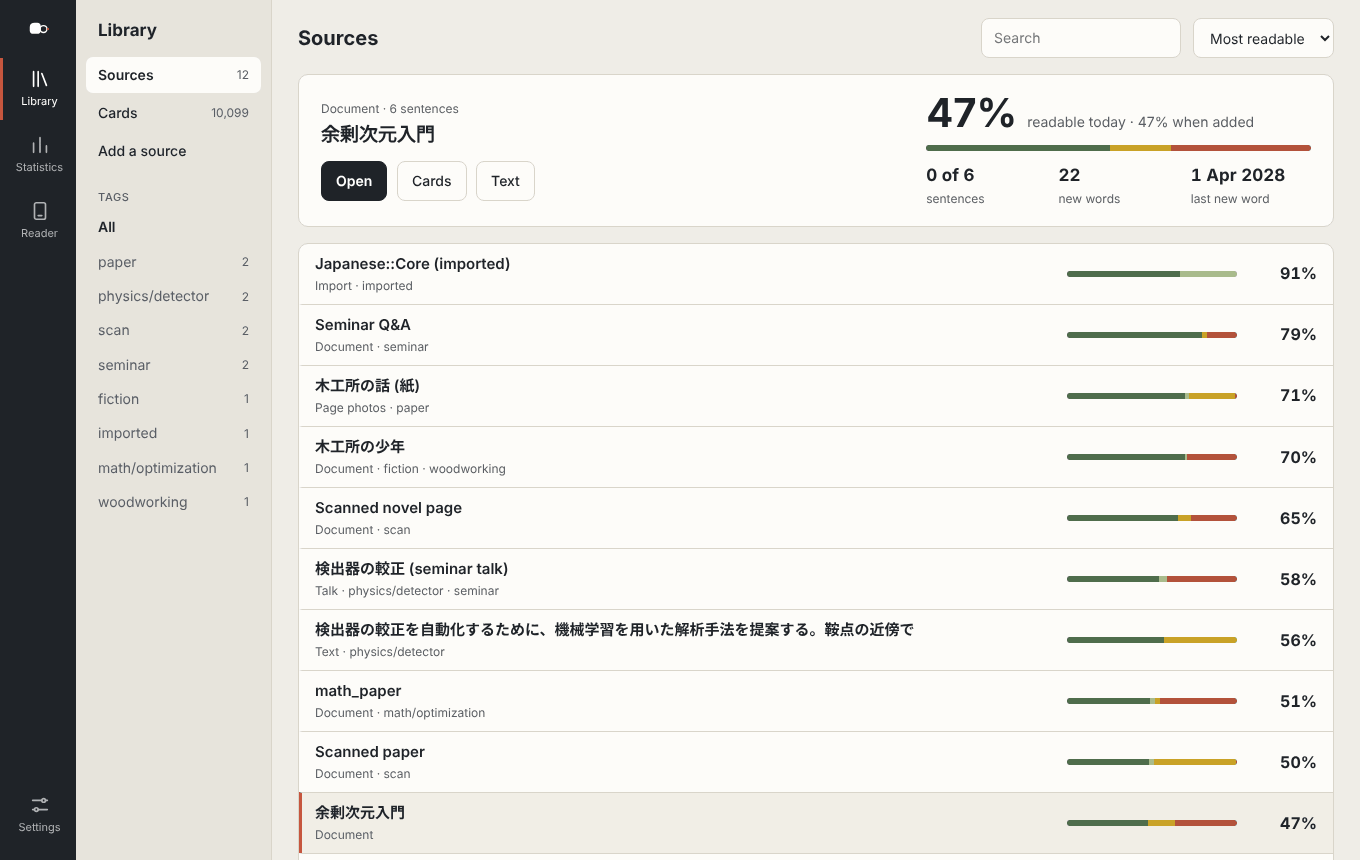 Library
Statistics
Reader
Settings
Library
Sources 12
Cards 10,099
Add a source
TAGS
All
paper 2
physics/detector 2
scan 2
seminar 2
fiction 1
imported 1
math/optimization 1
woodworking 1
Sources
Search
Most readable
Document · 6 sentences
余剰次元入門
Open Cards Text
47% readable today · 47% when added
0 of 6 22 1 Apr 2028
sentences new words last new word
Japanese::Core (imported)
Import · imported
91%
Seminar Q&A
Document · seminar
79%
木工所の話 (紙)
Page photos · paper
71%
木工所の少年
Document · fiction · woodworking
70%
Scanned novel page
Document · scan
65%
検出器の較正 (seminar talk)
Talk · physics/detector · seminar
58%
検出器の較正を自動化するために、機械学習を用いた解析手法を提案する。鞍点の近傍で
Text · physics/detector
56%
math_paper
Document · math/optimization
51%
Scanned paper
Document · scan
50%
余剰次元入門
Document
47%